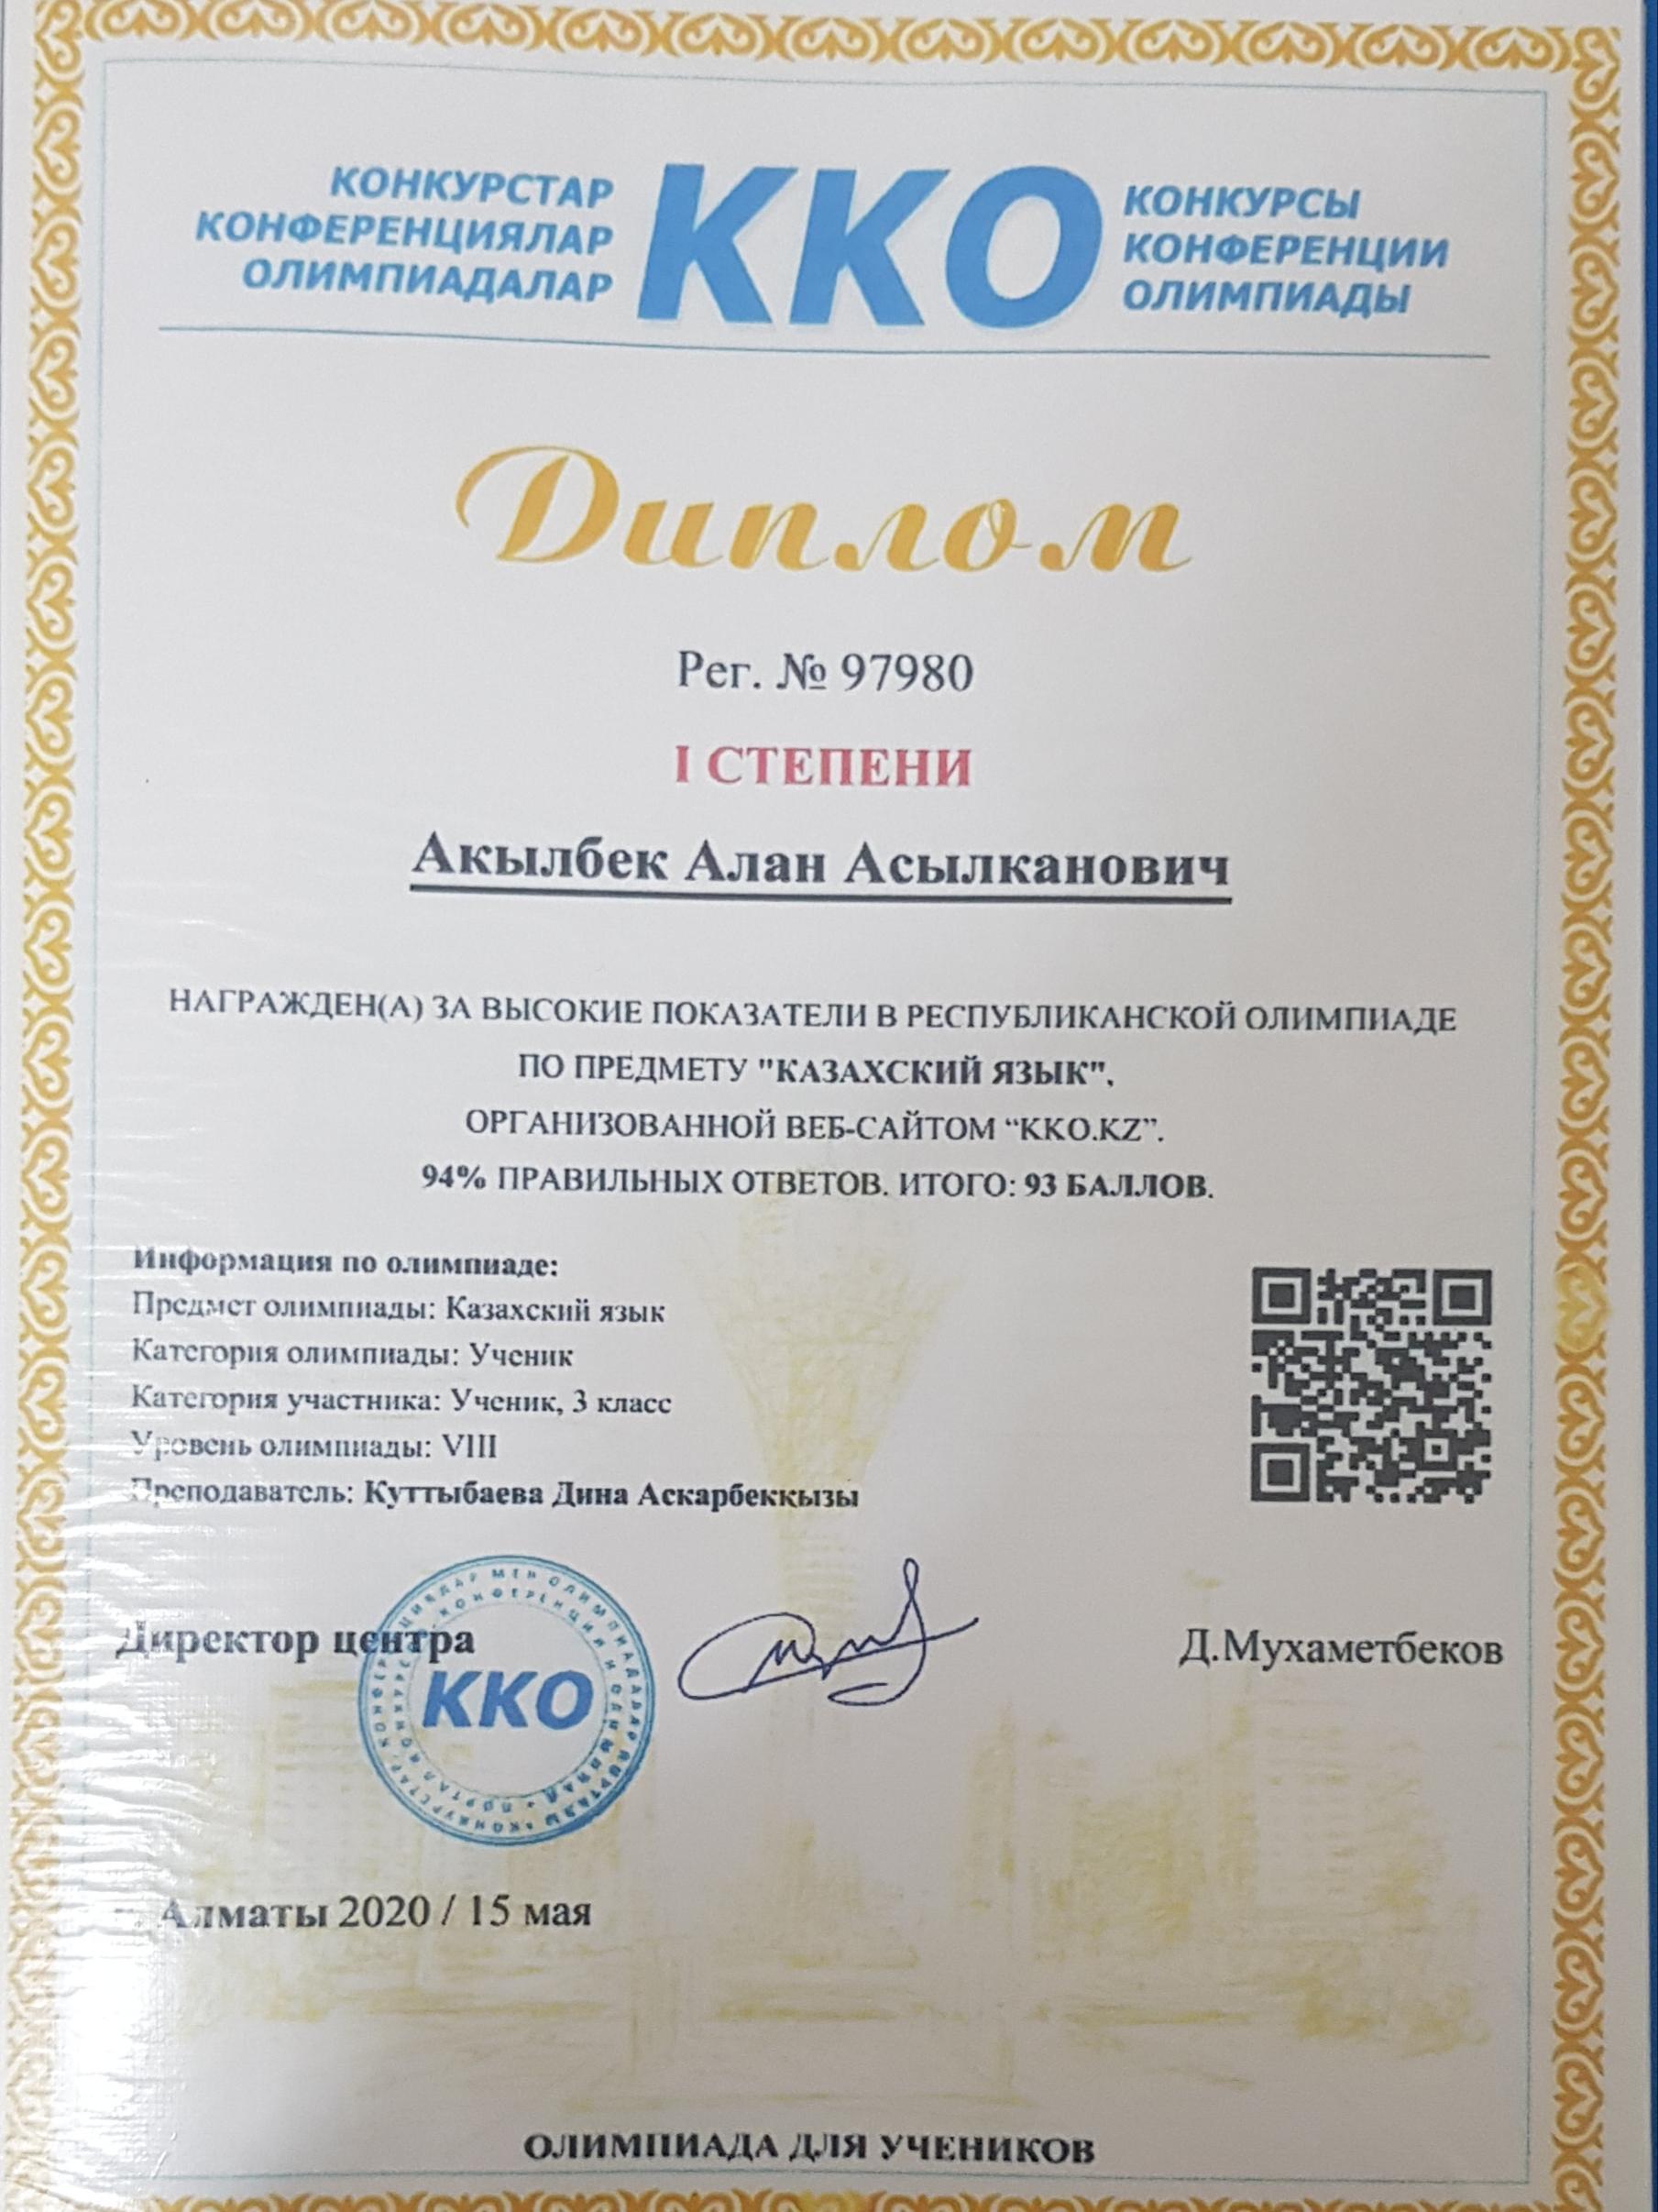 КОНКУРСТАР
КОНФЕРЕНЦИЯЛАР
ОЛИМПИАДАЛАР
ККО
КОНКУРСЫ
КОНФЕРЕНЦИИ
ОЛИМПИАДЫ
Диплом
Рег. № 97980
I СТЕПЕНИ
Акылбек Алан Асылканович
НАГРАЖДЕН(А) ЗА ВЫСОКИЕ ПОКАЗАТЕЛИ В РЕСПУБЛИКАНСКОЙ ОЛИМПИАДЕ
ПО ПРЕДМЕТУ "КАЗАХСКИЙ ЯЗЫК",
ОРГАНИЗОВАННОЙ ВЕБ-САЙТОМ “KKO.KZ”.
94% ПРАВИЛЬНЫХ ОТВЕТОВ. ИТОГО: 93 БАЛЛОВ.
Информация по олимпиаде:
Предмет олимпиады: Казахский язык
Категория олимпиады: Ученик
Категория участника: Ученик, 3 класс
Уровень олимпиады: VIII
Преподаватель: Куттыбаева Дина Аскарбеккызы
Директор центра
ККО
Д.Мухаметбеков
Алматы 2020 / 15 мая
ОЛИМПИАДА ДЛЯ УЧЕНИКОВ